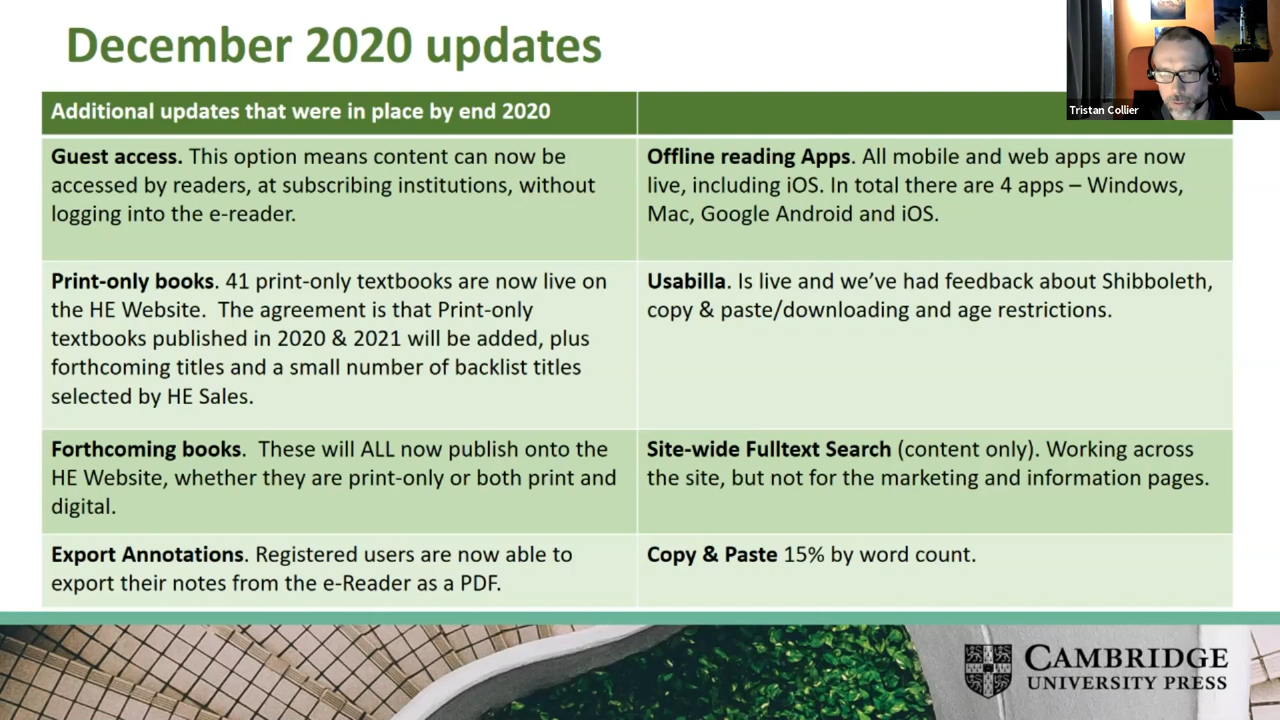 December 2020 updates
Tristan Collier
Additional updates that were in place by end 2020
Guest access. This option means content can now be
accessed by readers, at subscribing institutions, without
logging into the e-reader.
Offline reading Apps. All mobile and web apps are now
live, including iOS. In total there are 4 apps – Windows,
Mac, Google Android and iOS.
Print-only books. 41 print-only textbooks are now live on
the HE Website.  The agreement is that Print-only
textbooks published in 2020 & 2021 will be added, plus
forthcoming titles and a small number of backlist titles
selected by HE Sales.
Usabilla. Is live and we’ve had feedback about Shibboleth,
copy & paste/downloading and age restrictions.
Forthcoming books.  These will ALL now publish onto the
HE Website, whether they are print-only or both print and
digital.
Site-wide Fulltext Search (content only). Working across
the site, but not for the marketing and information pages.
Export Annotations. Registered users are now able to
export their notes from the e-Reader as a PDF.
Copy & Paste 15% by word count.
CAMBRIDGE
UNIVERSITY PRESS